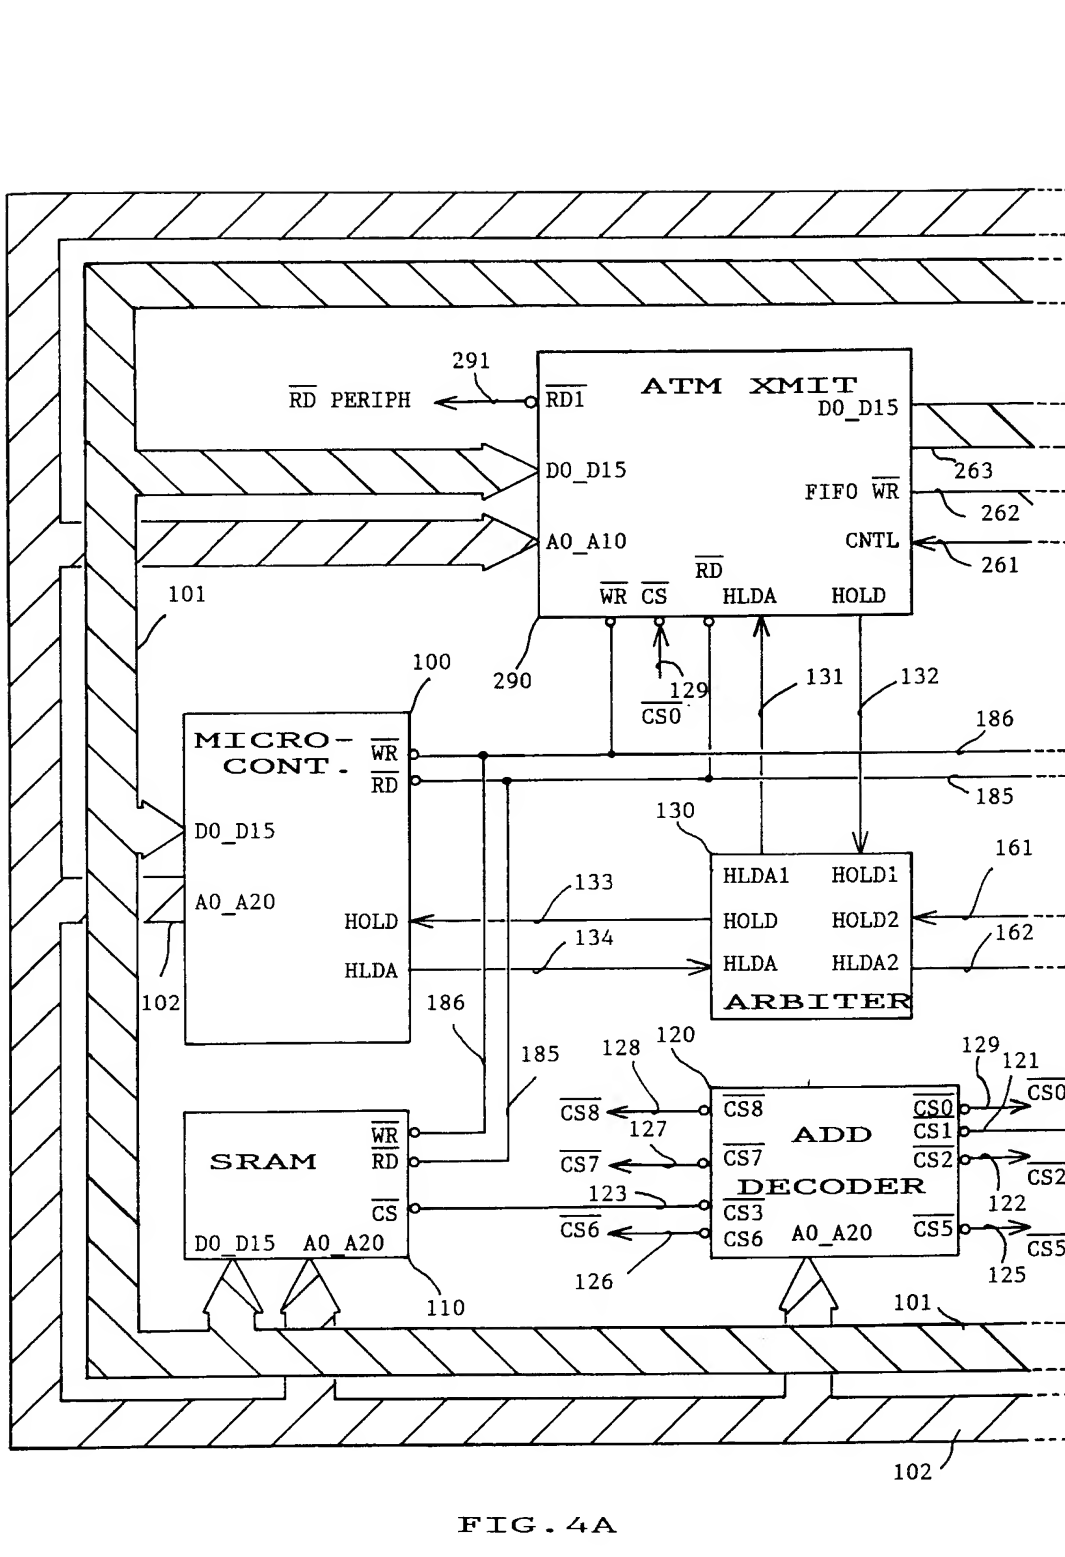 291
RD PERIPH
RD1
ATM XMIT
D0_D15
D0_D15
263
FIFO WR
262
A0_A10
CNTL
261
RD
WR CS HLDA HOLD
101
290
129
CS0
131
132
100
186
MICRO-
CONT.
WR
RD
185
130
D0_D15
A0_A20
HOLD
HLDA
102
133
134
HLDA1 HOLD1
HOLD HOLD2
HLDA HLDA2
ARBITER
161
162
186
185
128
120
129
121
CS8
CS8
CS0
CS0
CS1
127
ADD
CS7
CS7
CS2
CS2
122
DECODER
123
CS3
CS6
CS6
A0_A20
CS5
CS5
126
125
WR
SRAM
RD
CS
D0_D15 A0_A20
110
101
102
FIG.4A